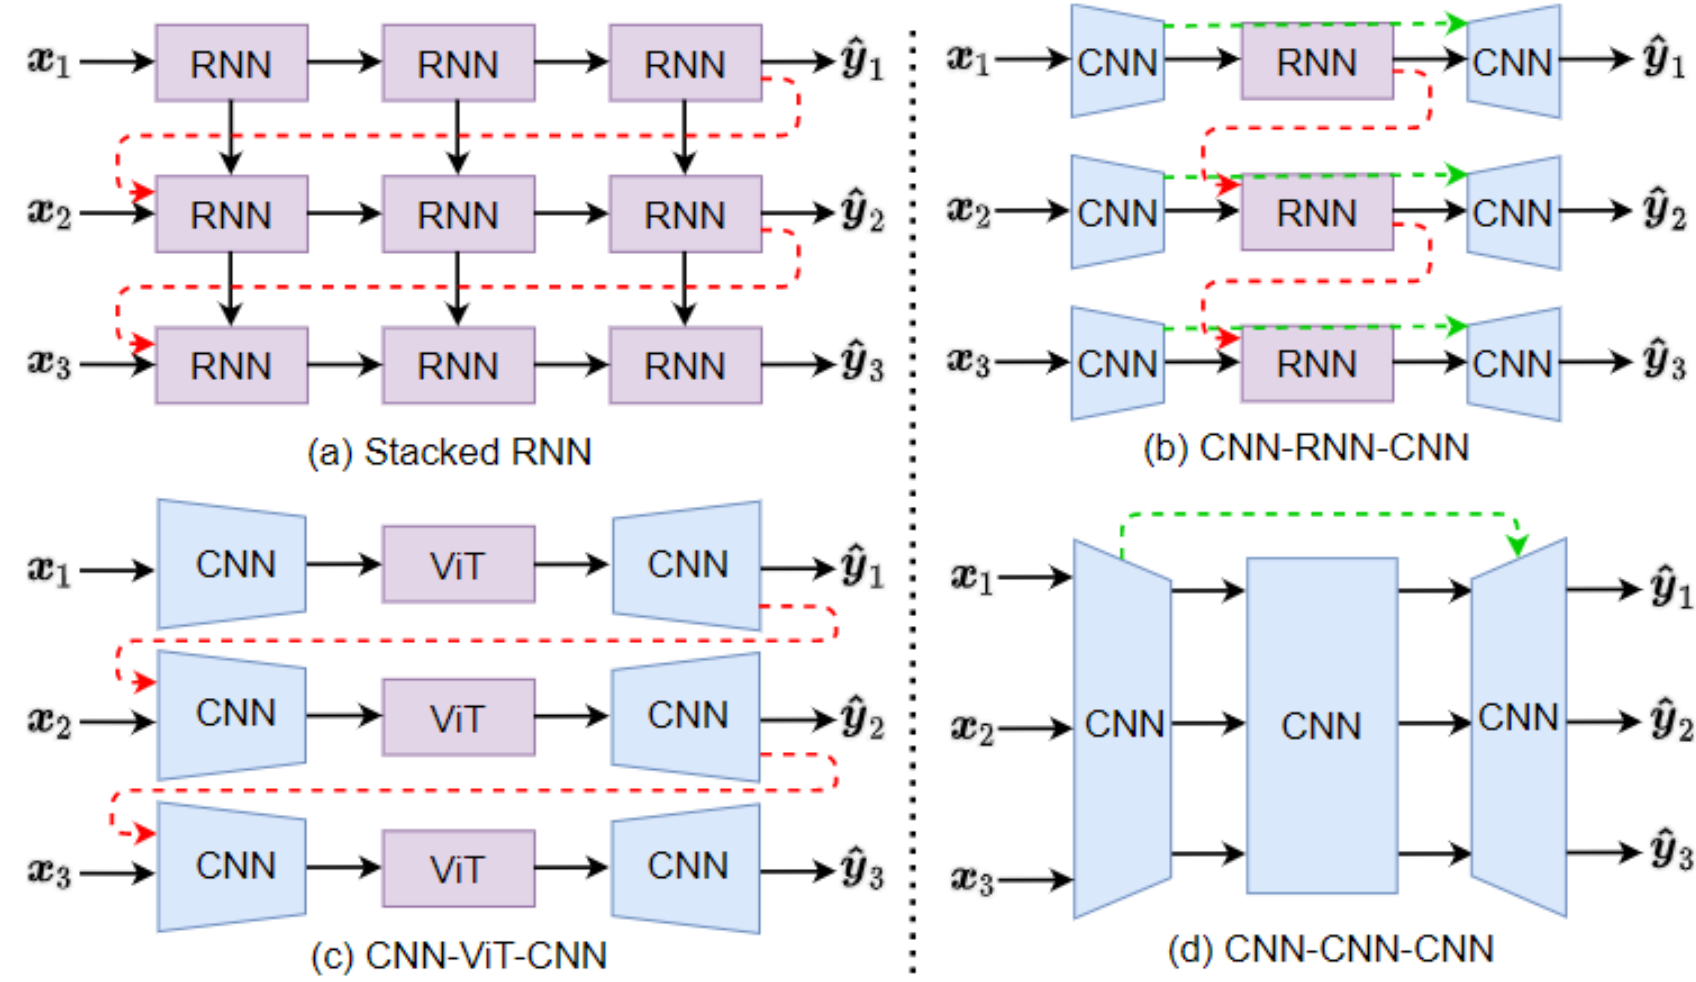 x₁ RNN RNN RNN ŷ₁
x₂ RNN RNN RNN ŷ₂
x₃ RNN RNN RNN ŷ₃
(a) Stacked RNN
x₁ CNN RNN CNN ŷ₁
x₂ CNN RNN CNN ŷ₂
x₃ CNN RNN CNN ŷ₃
(b) CNN-RNN-CNN
x₁ CNN ViT CNN ŷ₁
x₂ CNN ViT CNN ŷ₂
x₃ CNN ViT CNN ŷ₃
(c) CNN-ViT-CNN
x₁ ŷ₁
x₂ CNN CNN CNN ŷ₂
x₃ ŷ₃
(d) CNN-CNN-CNN